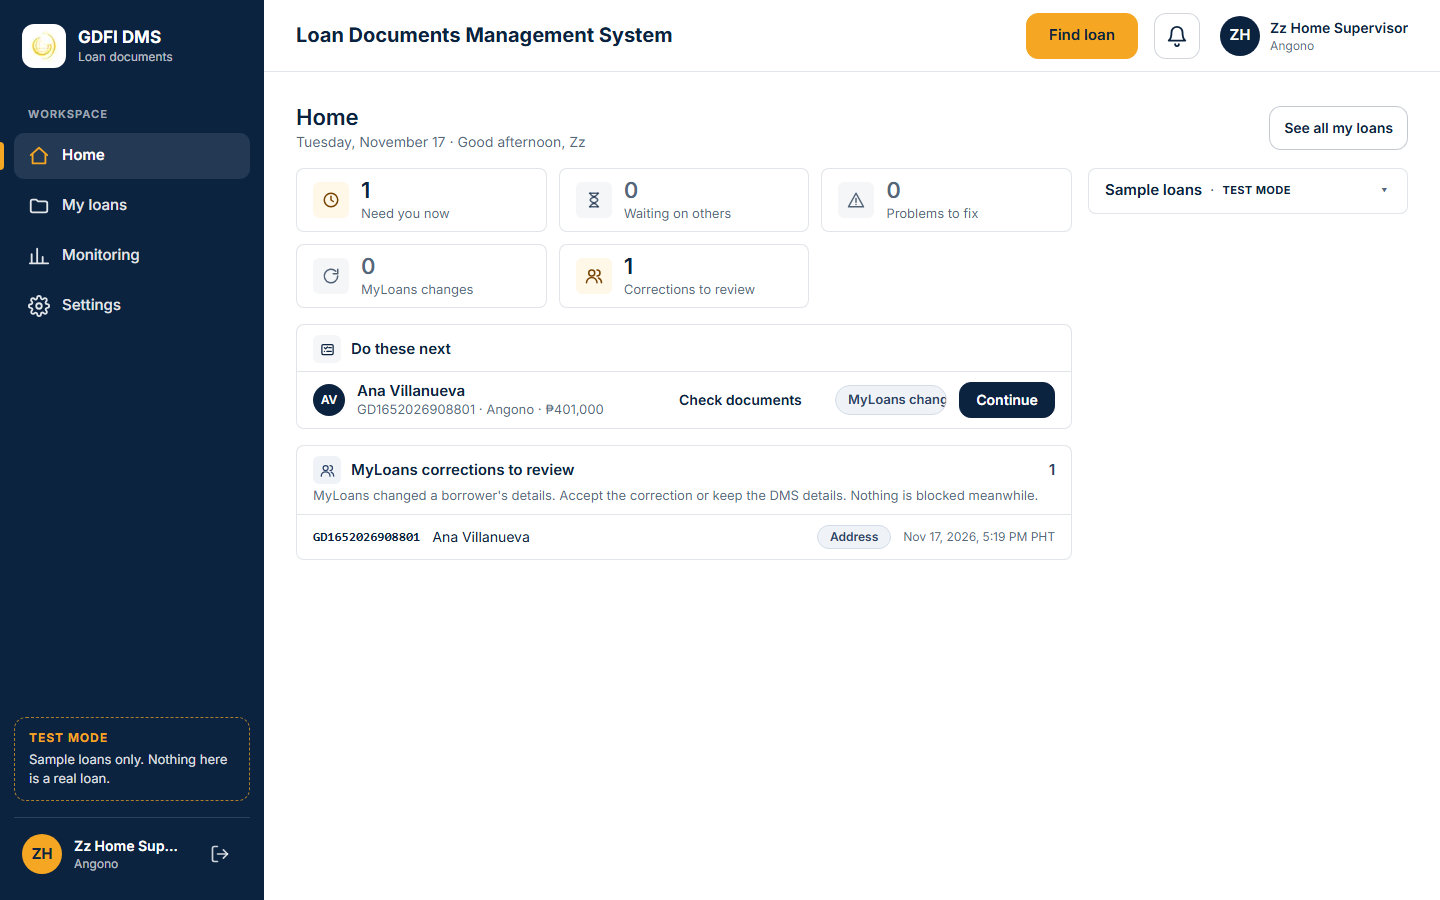 GDFI DMS
Loan documents
WORKSPACE
Home
My loans
Monitoring
Settings
TEST MODE
Sample loans only. Nothing here
is a real loan.
ZH
Zz Home Sup...
Angono
Loan Documents Management System
Find loan
ZH
Zz Home Supervisor
Angono
Home
Tuesday, November 17 · Good afternoon, Zz
See all my loans
1
Need you now
0
Waiting on others
0
Problems to fix
0
MyLoans changes
1
Corrections to review
Sample loans · TEST MODE
Do these next
AV
Ana Villanueva
GD1652026908801 · Angono · ₱401,000
Check documents
MyLoans chang
Continue
MyLoans corrections to review
1
MyLoans changed a borrower's details. Accept the correction or keep the DMS details. Nothing is blocked meanwhile.
GD1652026908801 Ana Villanueva
Address
Nov 17, 2026, 5:19 PM PHT